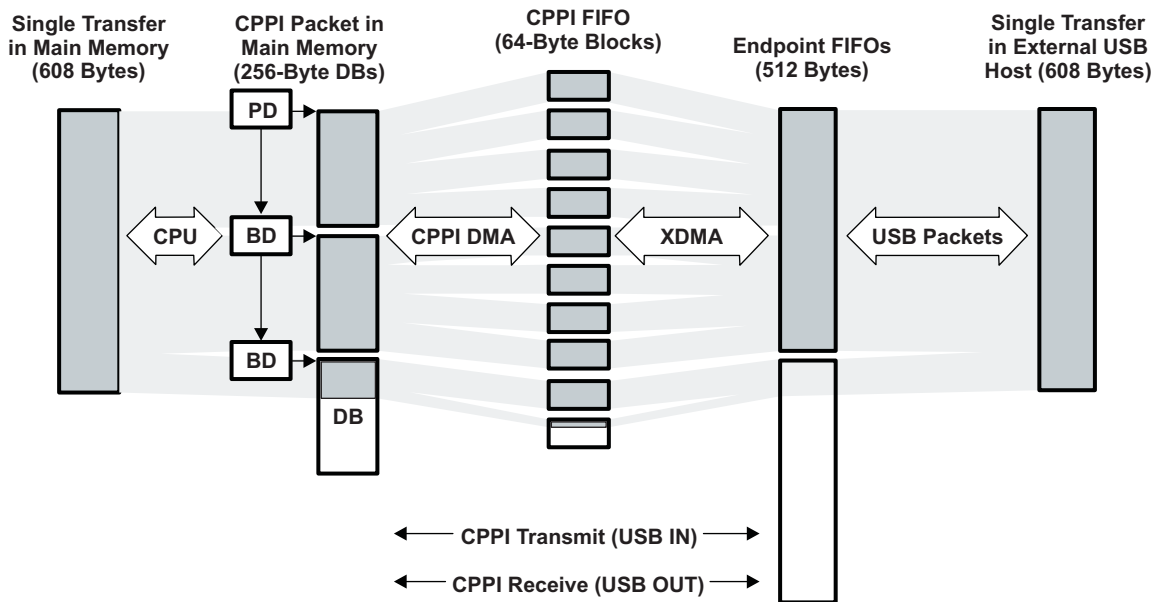 Single Transfer
in Main Memory
(608 Bytes)
CPPI Packet in
Main Memory
(256-Byte DBs)
CPPI FIFO
(64-Byte Blocks)
Endpoint FIFOs
(512 Bytes)
Single Transfer
in External USB
Host (608 Bytes)
PD
BD
BD
DB
CPU
CPPI DMA
XDMA
USB Packets
CPPI Transmit (USB IN)
CPPI Receive (USB OUT)